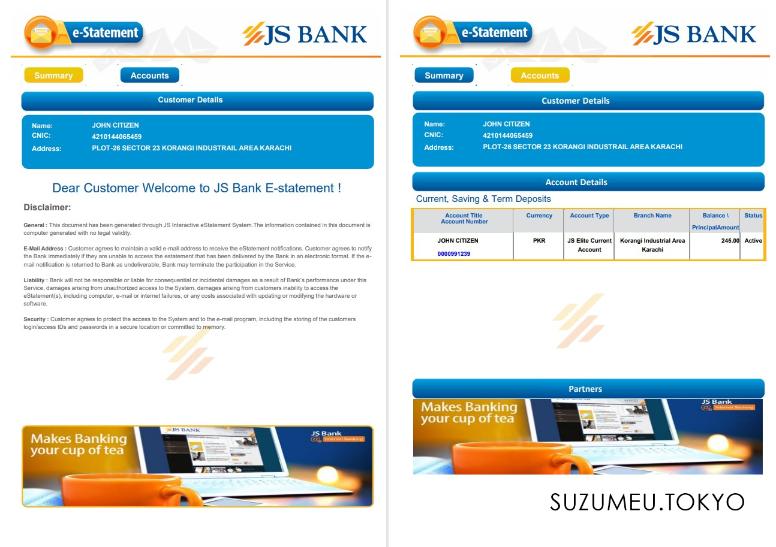 e-Statement
JS BANK
Summary
Accounts
Customer Details
Name: JOHN CITIZEN
CNIC: 4210144065459
Address: PLOT-26 SECTOR 23 KORANGI INDUSTRAIL AREA KARACHI
Dear Customer Welcome to JS Bank E-statement !
Disclaimer:
General : This document has been generated through JS Interactive eStatement System.The information contained in this document is
computer generated with no legal validity.
E-Mail Address : Customer agrees to maintain a valid e-mail address to receive the eStatement notifications. Customer agrees to notify
the Bank immediately if they are unable to access the estatement that has been delivered by the Bank in an electronic format. If the e-
mail notification is returned to Bank as undeliverable, Bank may terminate the participation in the Service.
Liability : Bank will not be responsible or liable for consequential or incidental damages as a result of Bank's performance under this
Service, damages arising from unauthorized access to the System, damages arising from customers inability to access the
eStatement(s), including computer, e-mail or internet failures, or any costs associated with updating or modifying the hardware or
software.
Security : Customer agrees to protect the access to the System and to the e-mail program, including the storing of the customers
login/access IDs and passwords in a secure location or committed to memory.
Makes Banking
your cup of tea
JS BANK
JS Bank
Internet Banking
e-Statement
JS BANK
Summary
Accounts
Customer Details
Name: JOHN CITIZEN
CNIC: 4210144065459
Address: PLOT-26 SECTOR 23 KORANGI INDUSTRAIL AREA KARACHI
Account Details
Current, Saving & Term Deposits
Account Title
Account Number
Currency
Account Type
Branch Name
Balance \
PrincipalAmount
Status
JOHN CITIZEN
0000991239
PKR
JS Elite Current
Account
Korangi Industrial Area
Karachi
245.00
Active
Partners
Makes Banking
your cup of tea
JS BANK
JS Bank
Internet Banking
SUZUMEU.TOKYO